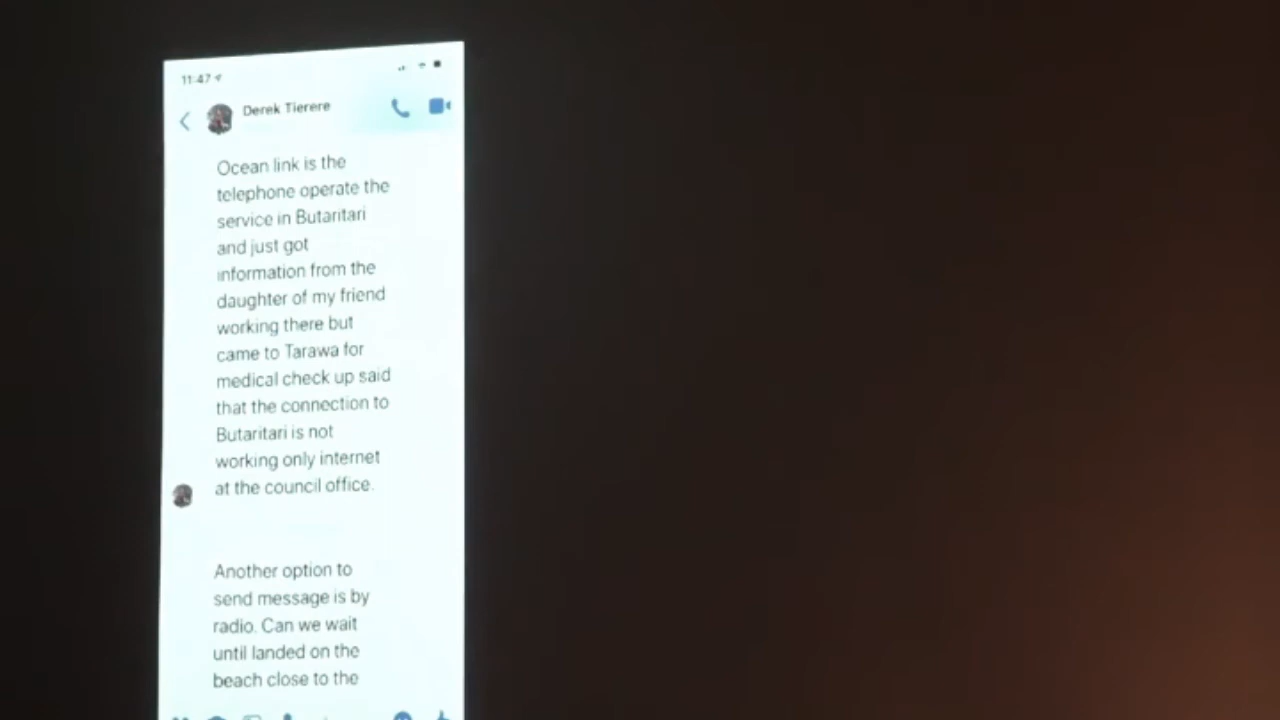 11:47
Derek Tierere
Ocean link is the
telephone operate the
service in Butaritari
and just got
information from the
daughter of my friend
working there but
came to Tarawa for
medical check up said
that the connection to
Butaritari is not
working only internet
at the council office.
Another option to
send message is by
radio. Can we wait
until landed on the
beach close to the